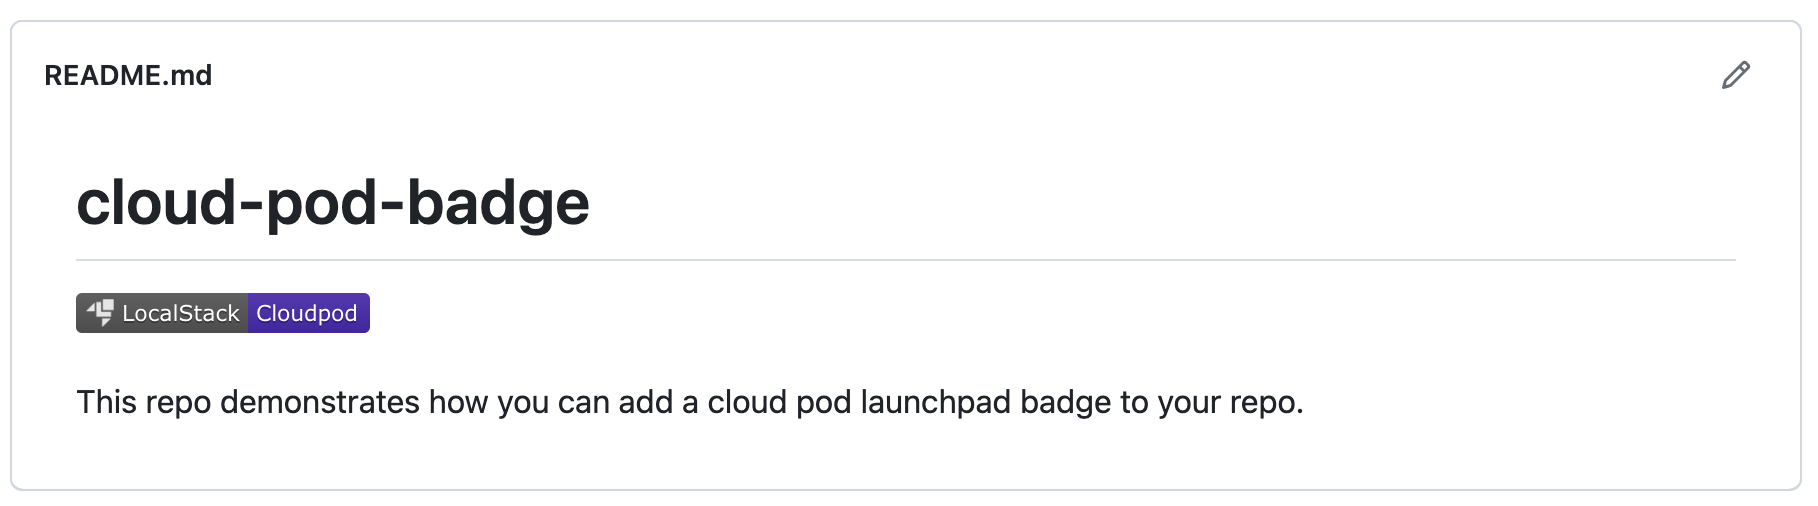 README.md
cloud-pod-badge
LocalStack Cloudpod
This repo demonstrates how you can add a cloud pod launchpad badge to your repo.